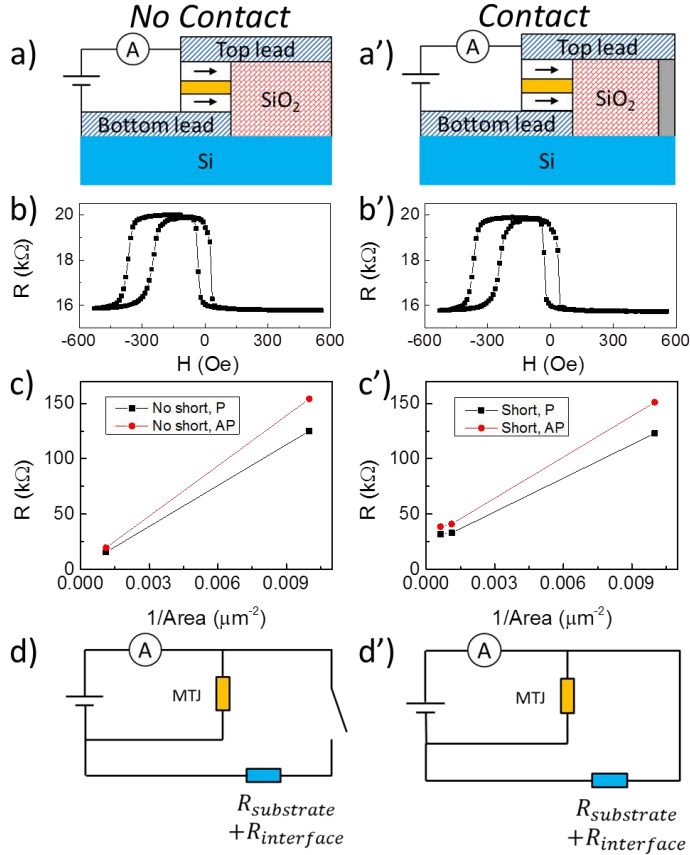 No Contact
Contact
a)
A
Top lead
SiO2
Bottom lead
Si
a')
A
Top lead
SiO2
Bottom lead
Si
b)
20
18
16
R (kΩ)
-600 -300 0 300 600
H (Oe)
b')
20
18
16
R (kΩ)
-600 -300 0 300 600
H (Oe)
c)
150
100
50
0
R (kΩ)
No short, P
No short, AP
0.000 0.003 0.006 0.009
1/Area (μm-2)
c')
150
100
50
0
R (kΩ)
Short, P
Short, AP
0.000 0.003 0.006 0.009
1/Area (μm-2)
d)
A
MTJ
Rsubstrate
+Rinterface
d')
A
MTJ
Rsubstrate
+Rinterface